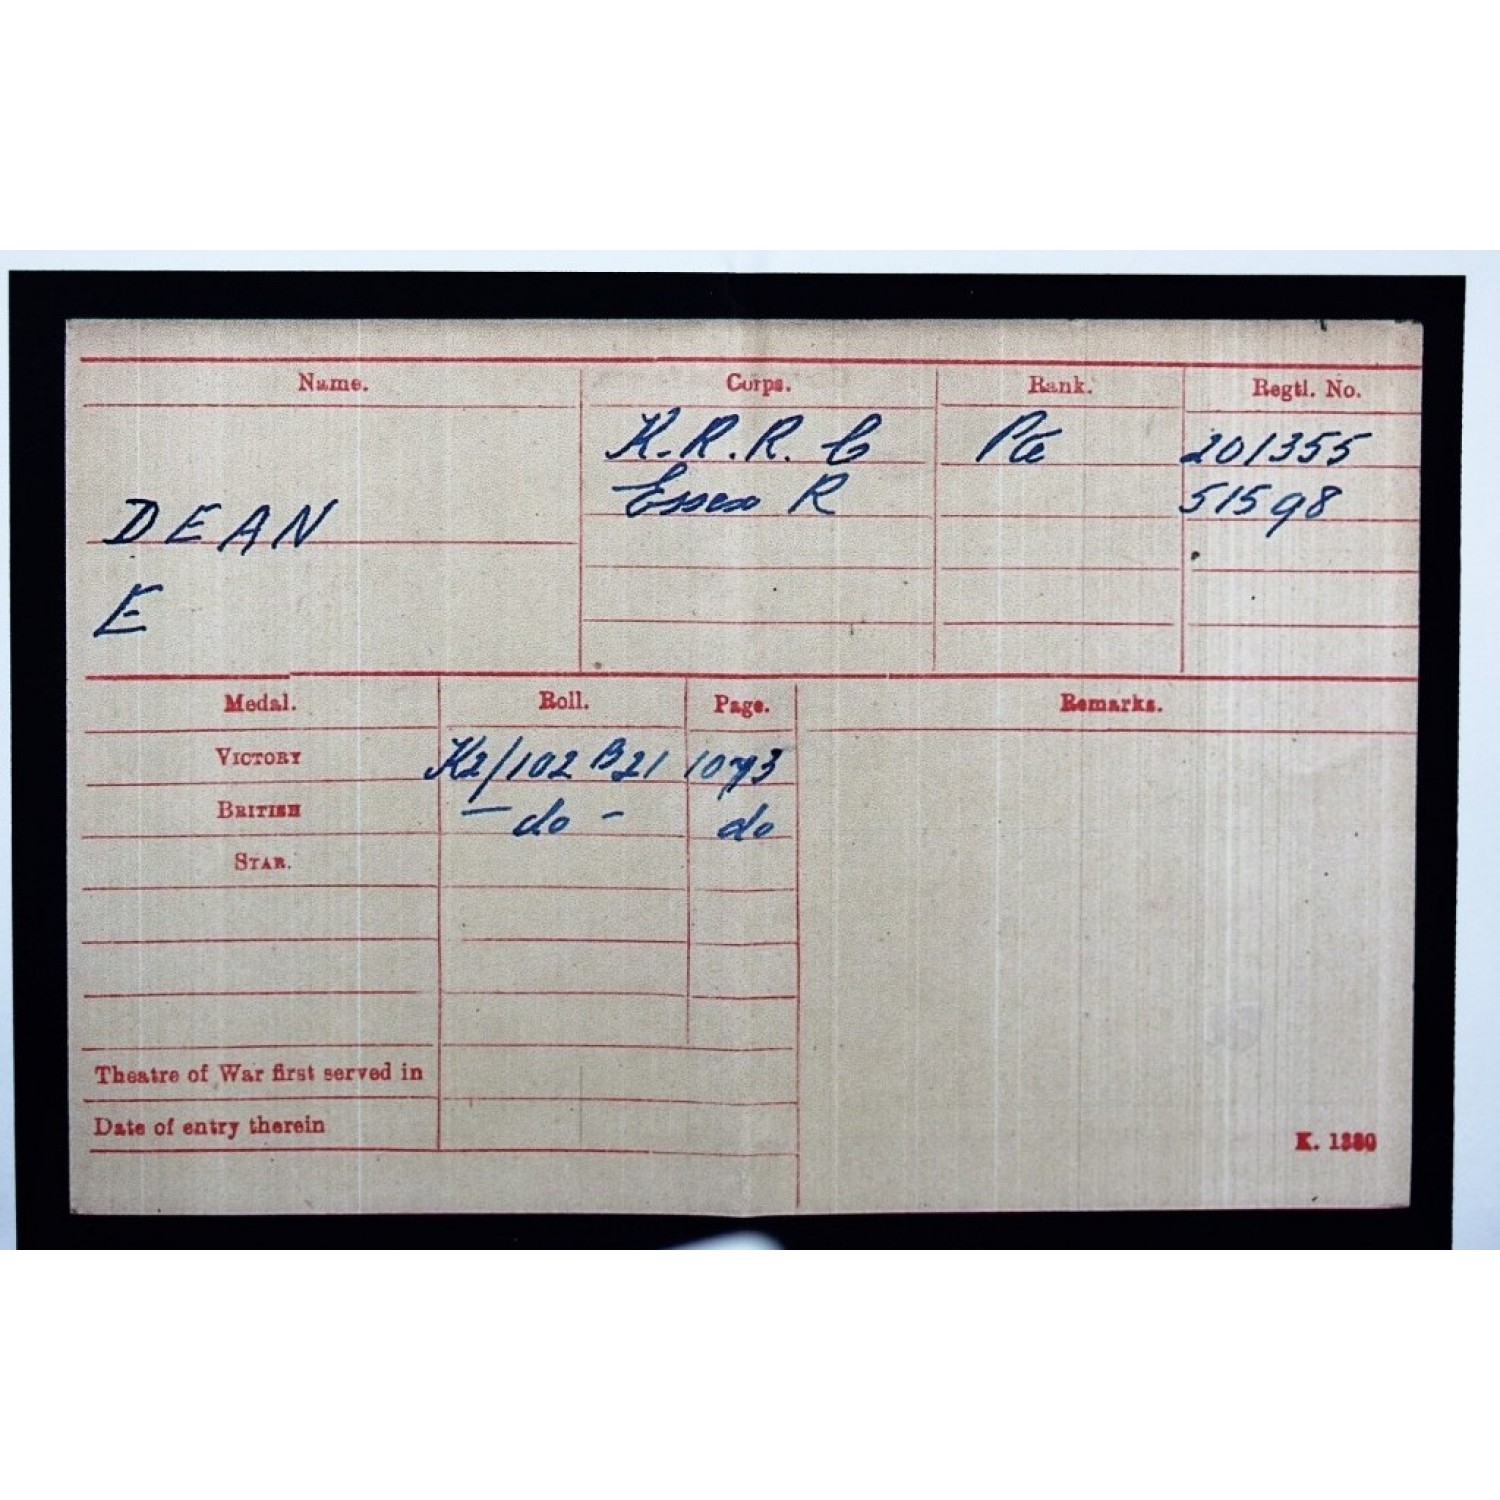 Name. Corps. Rank. Regtl. No.
K.R.R.C Pte 201355
Essex R 51598
DEAN
E
Medal. Roll. Page. Remarks.
VICTORY K2/102 B21
BRITISH - do - do
STAR.
Theatre of War first served in
Date of entry therein
K. 1380